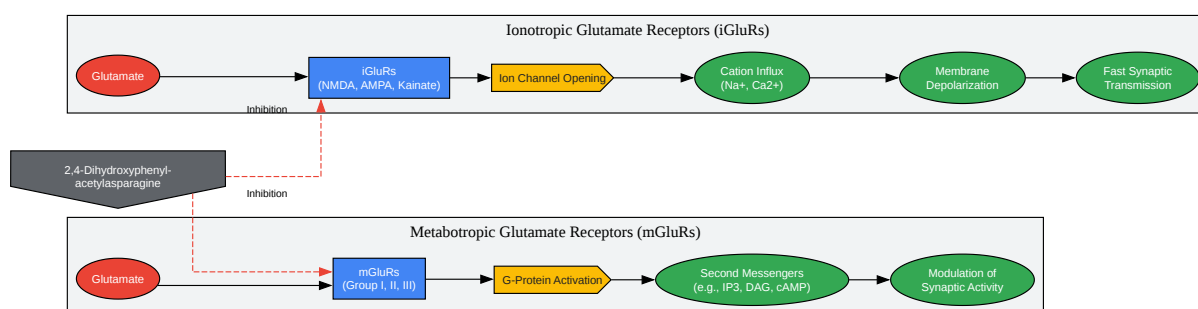 Ionotropic Glutamate Receptors (iGluRs)
Glutamate
iGluRs
(NMDA, AMPA, Kainate)
Ion Channel Opening
Cation Influx
(Na+, Ca2+)
Membrane
Depolarization
Fast Synaptic
Transmission
Inhibition
2,4-Dihydroxyphenyl-
acetylasparagine
Inhibition
Metabotropic Glutamate Receptors (mGluRs)
Glutamate
mGluRs
(Group I, II, III)
G-Protein Activation
Second Messengers
(e.g., IP3, DAG, cAMP)
Modulation of
Synaptic Activity